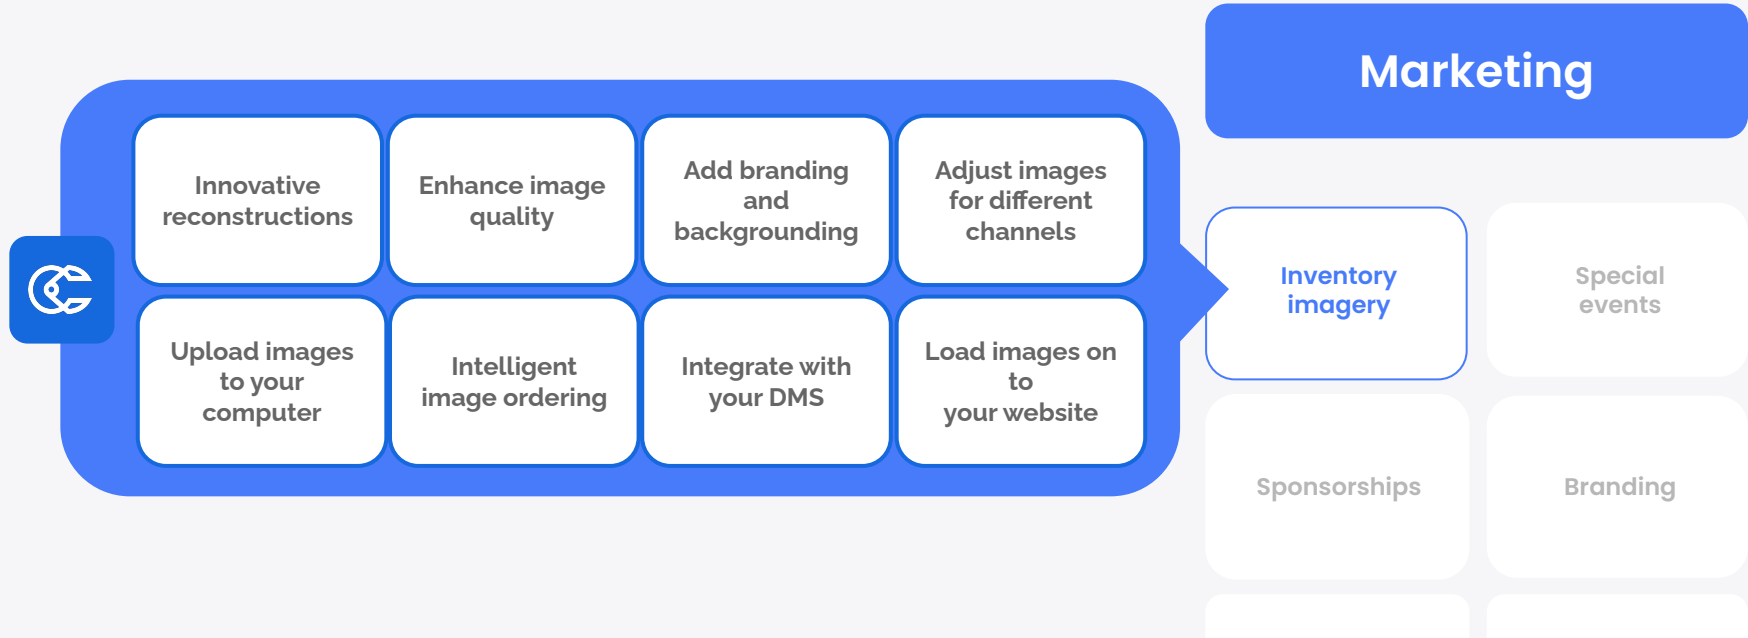 Marketing
Innovative
reconstructions
Enhance image
quality
Add branding
and
backgrounding
Adjust images
for different
channels
Upload images
to your
computer
Intelligent
image ordering
Integrate with
your DMS
Load images on
to
your website
Inventory
imagery
Special
events
Sponsorships
Branding